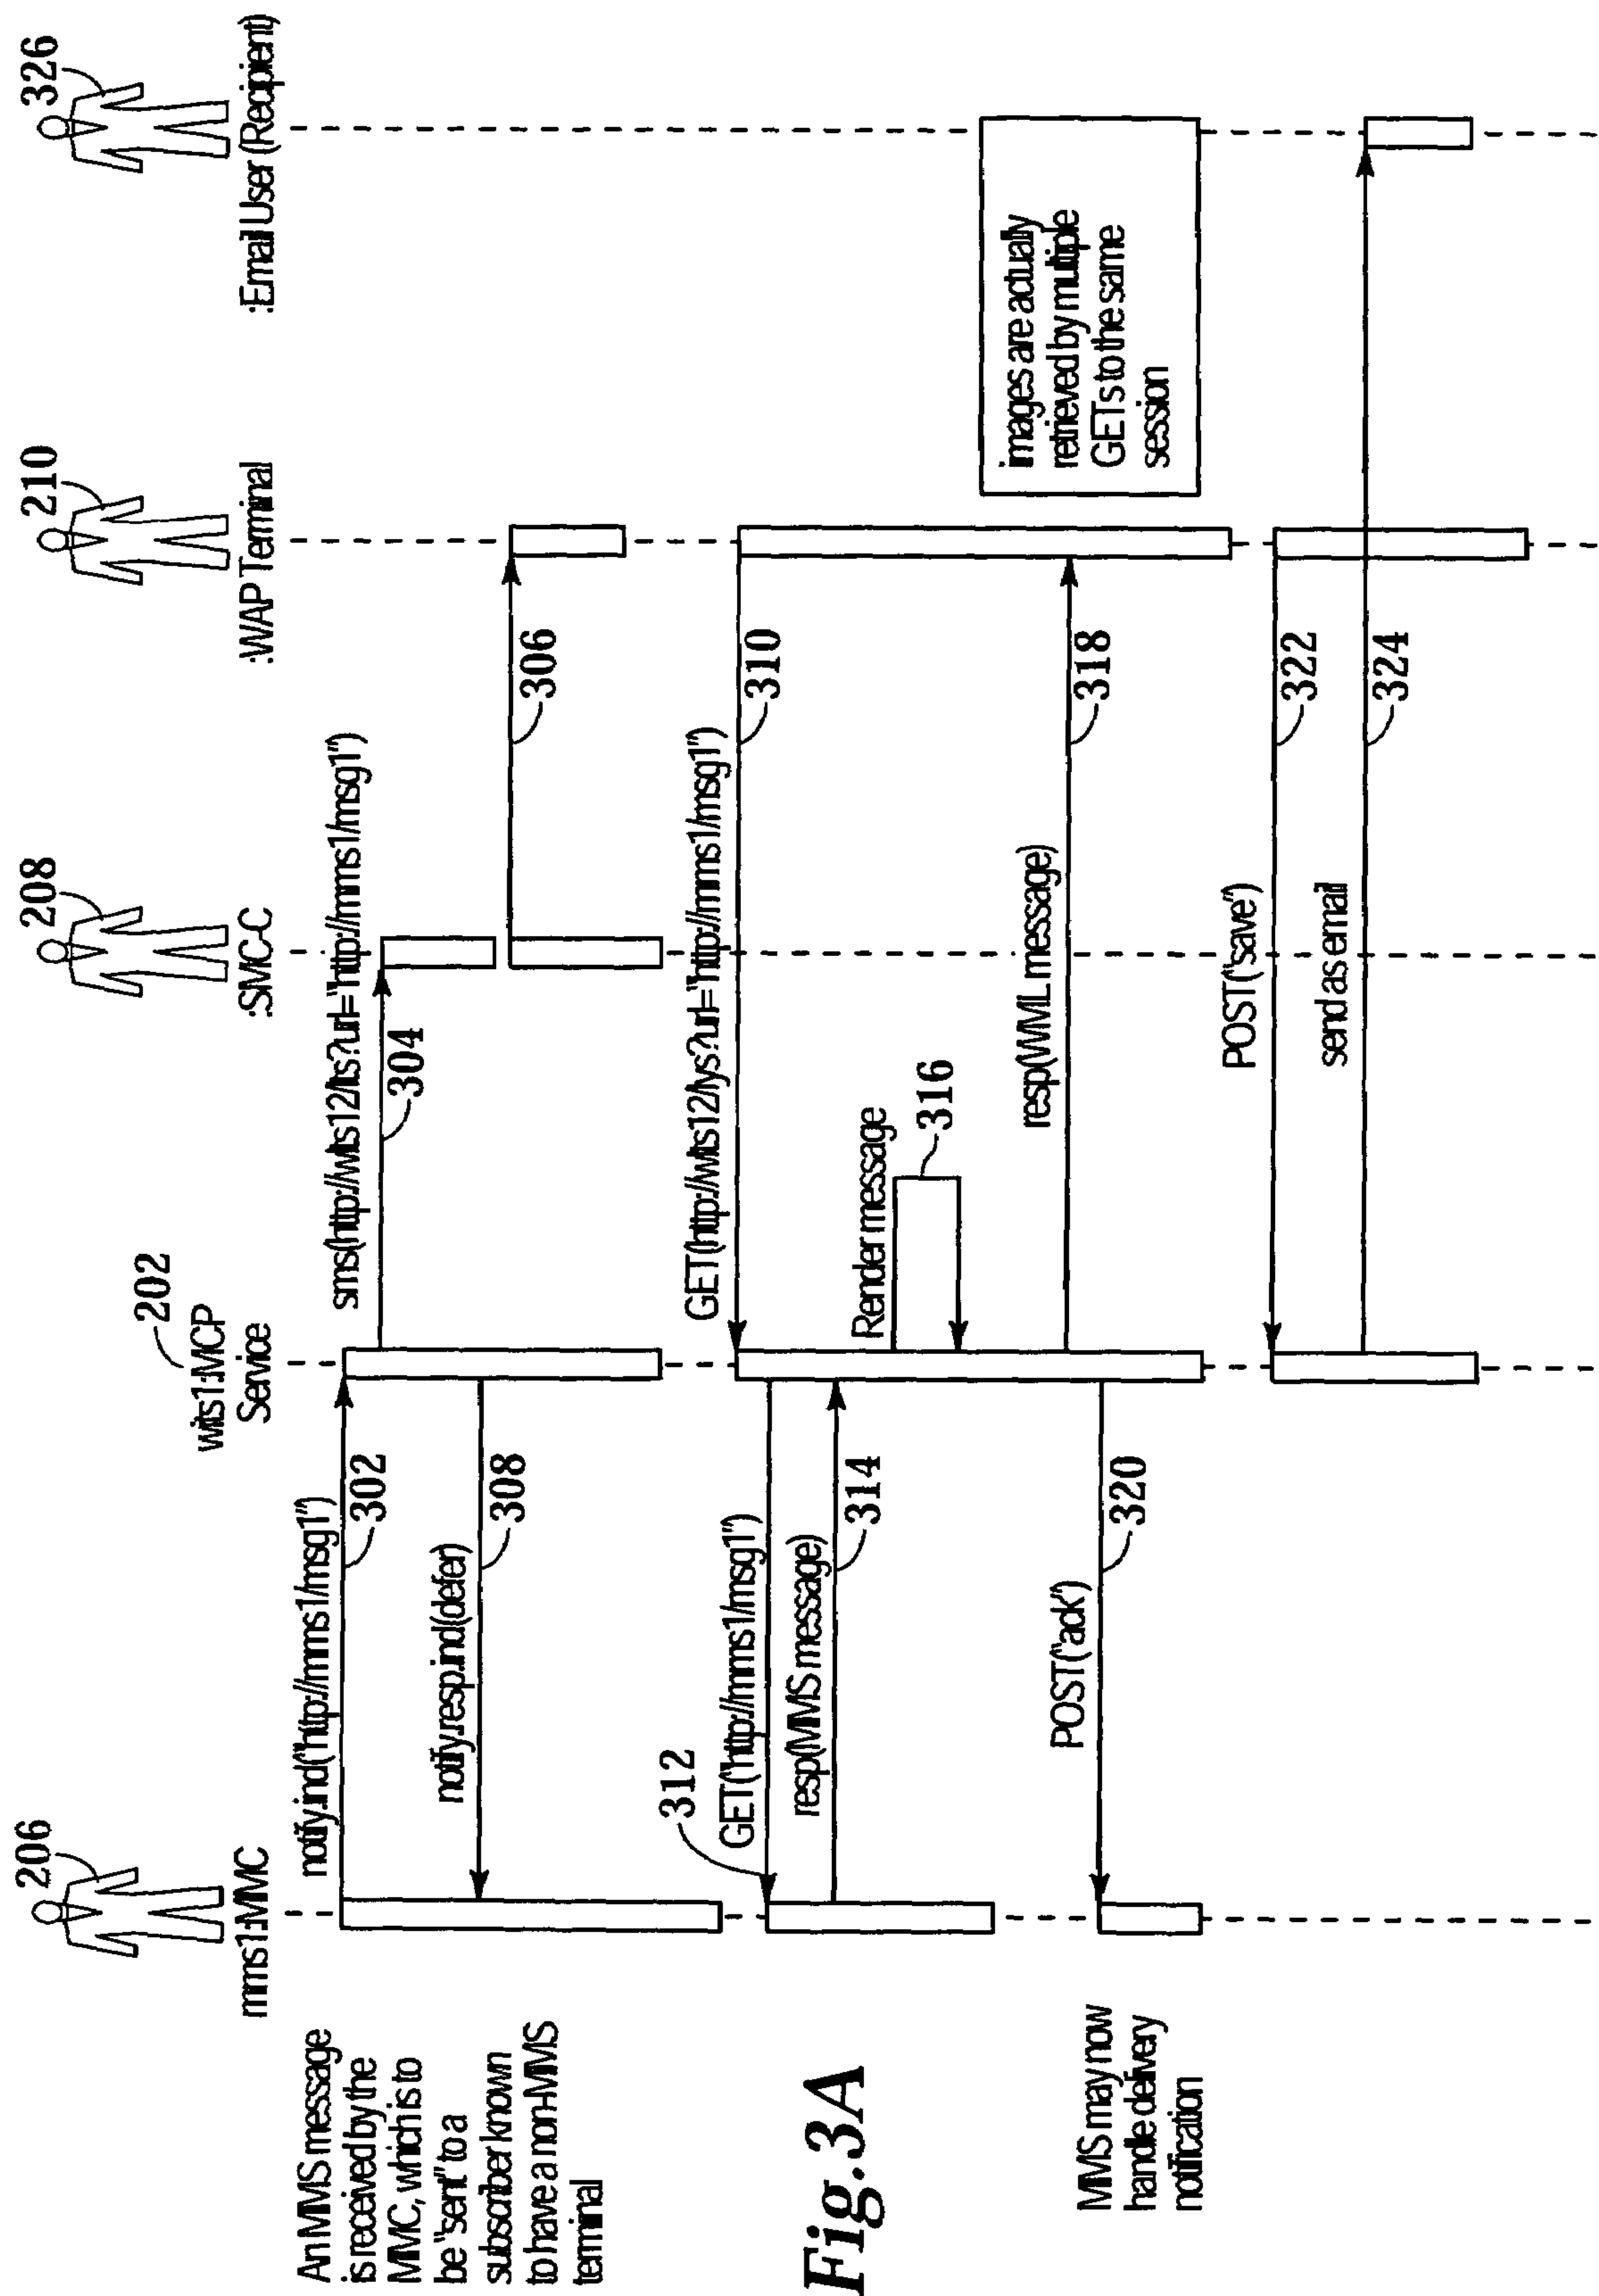 206
mms1:MMC
202
wits1:MCP
Service
208
:SMC-C
210
:WAP Terminal
326
:Email User (Recipient)
An MMS message
is received by the
MMC, which is to
be "sent" to a
subscriber known
to have a non-MMS
terminal
notify.ind("http://mms1/msg1")
302
sms(http://wits12/lts?url="http://mms1/msg1")
304
notify.resp.ind(defer)
308
306
GET(http://wits12/lys?url="http://mms1/msg1")
310
312
GET("http://mms1/msg1")
resp(MMS message)
314
Render message
316
images are actually
retrieved by multiple
GETs to the same
session
resp(WML message)
318
POST("ack")
320
MMS may now
handle delivery
notification
POST("save")
322
send as email
324
Fig.3A